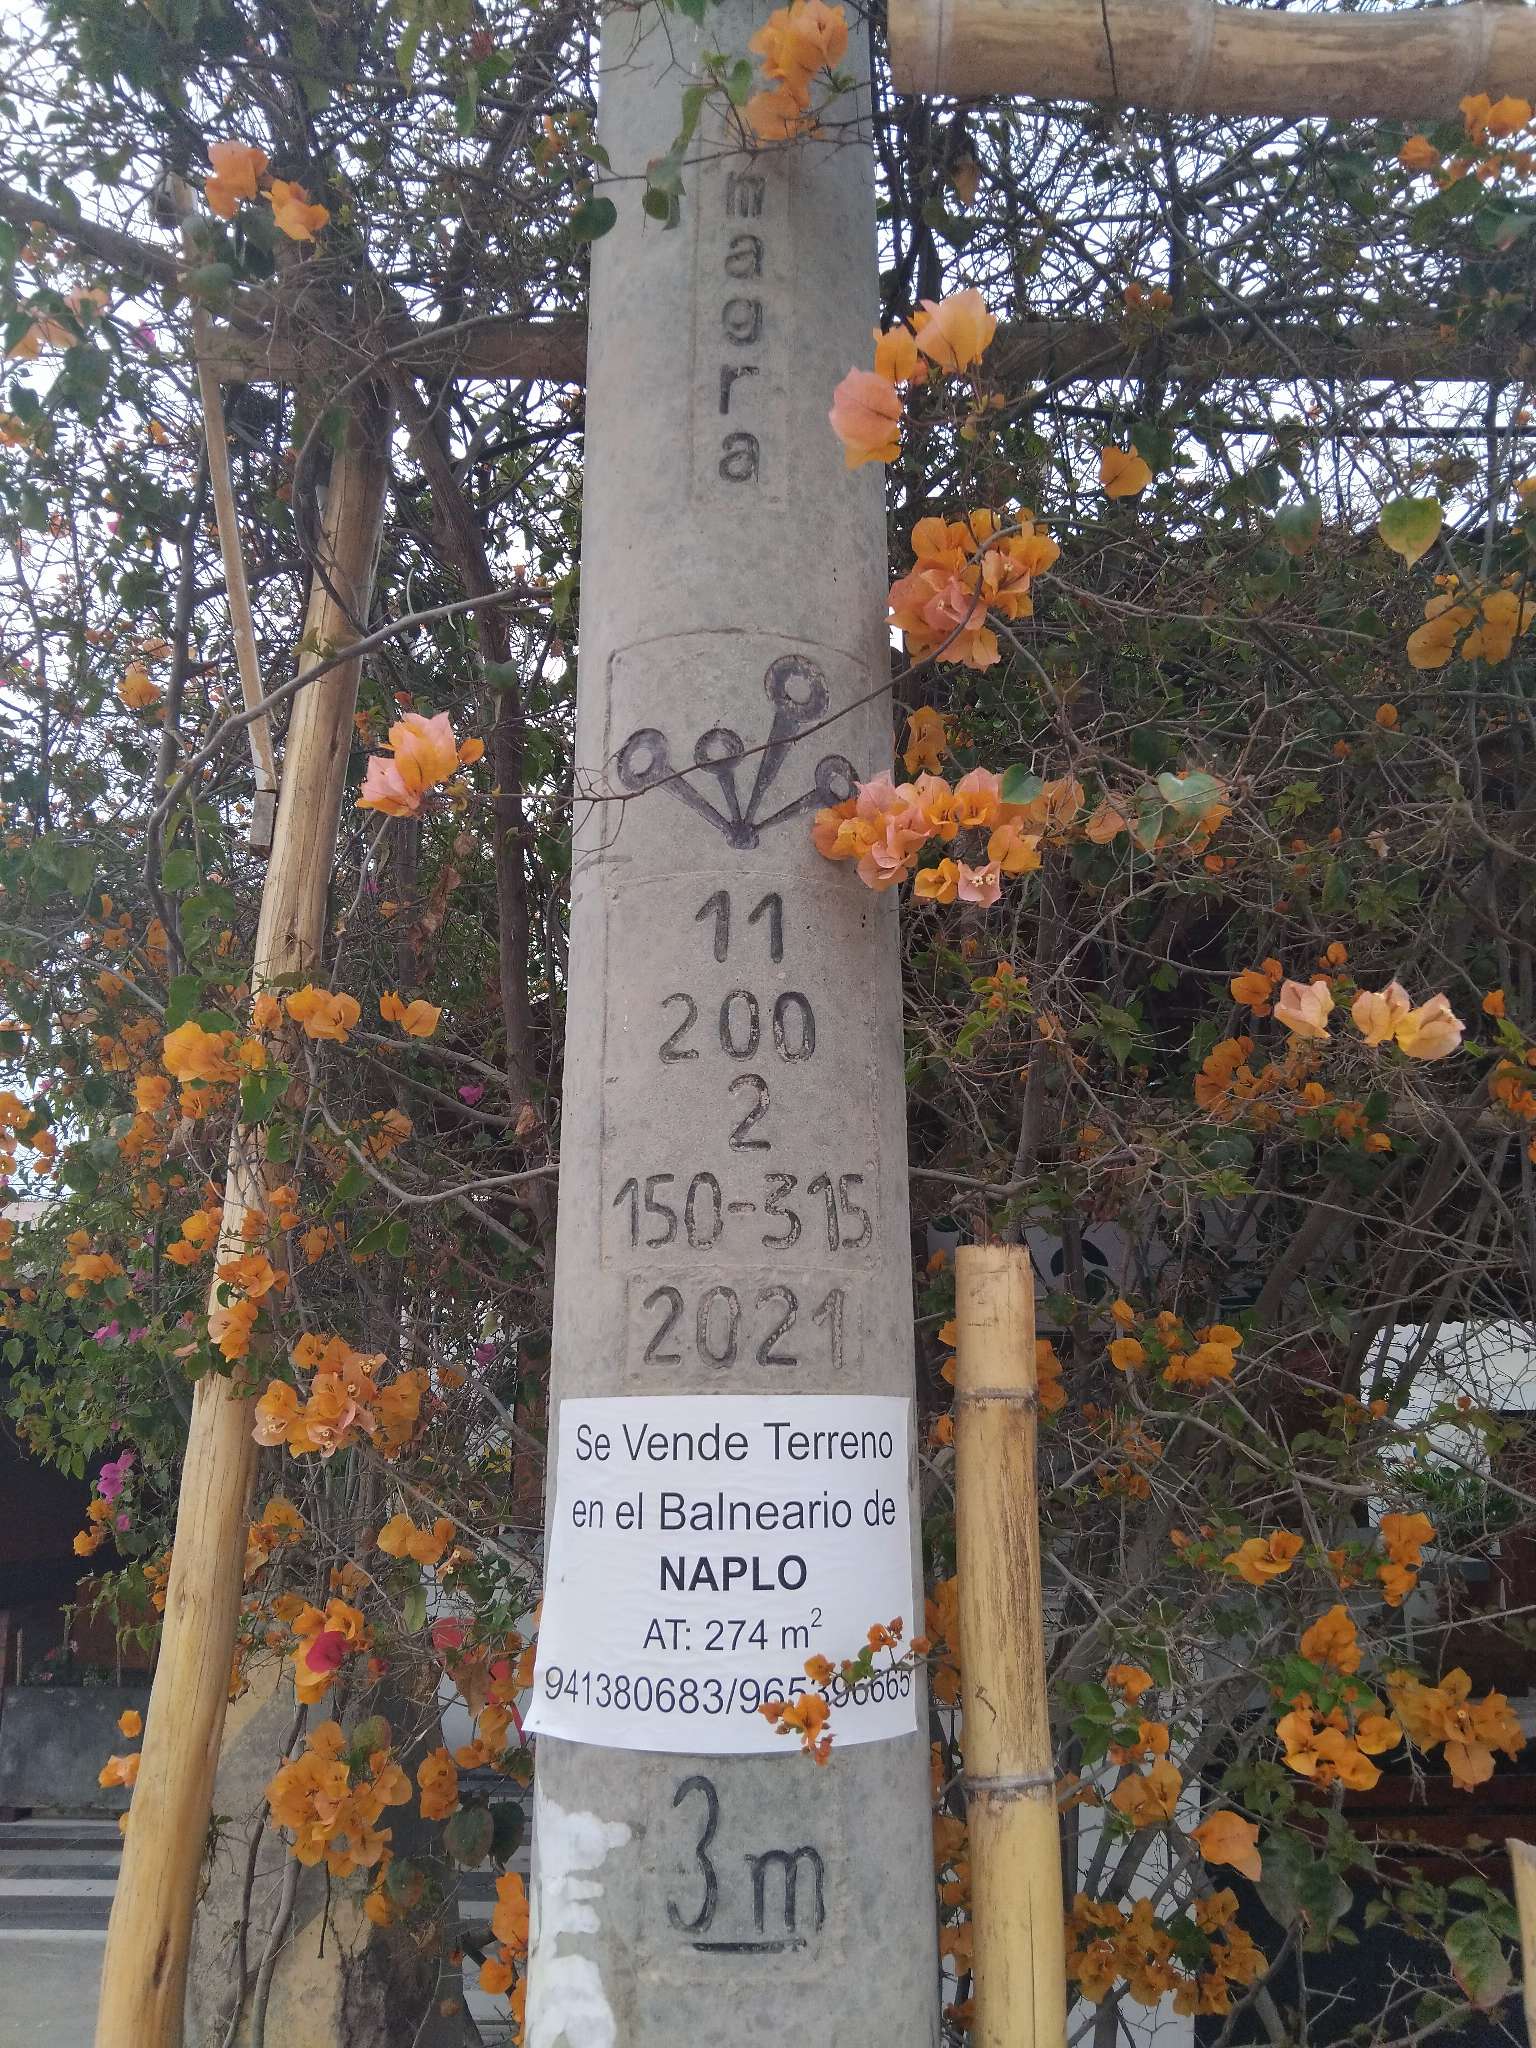 magra
11
200
2
150-315
2021
Se Vende Terreno
en el Balneario de
NAPLO
AT: 274 m²
941380683/965396665
3m